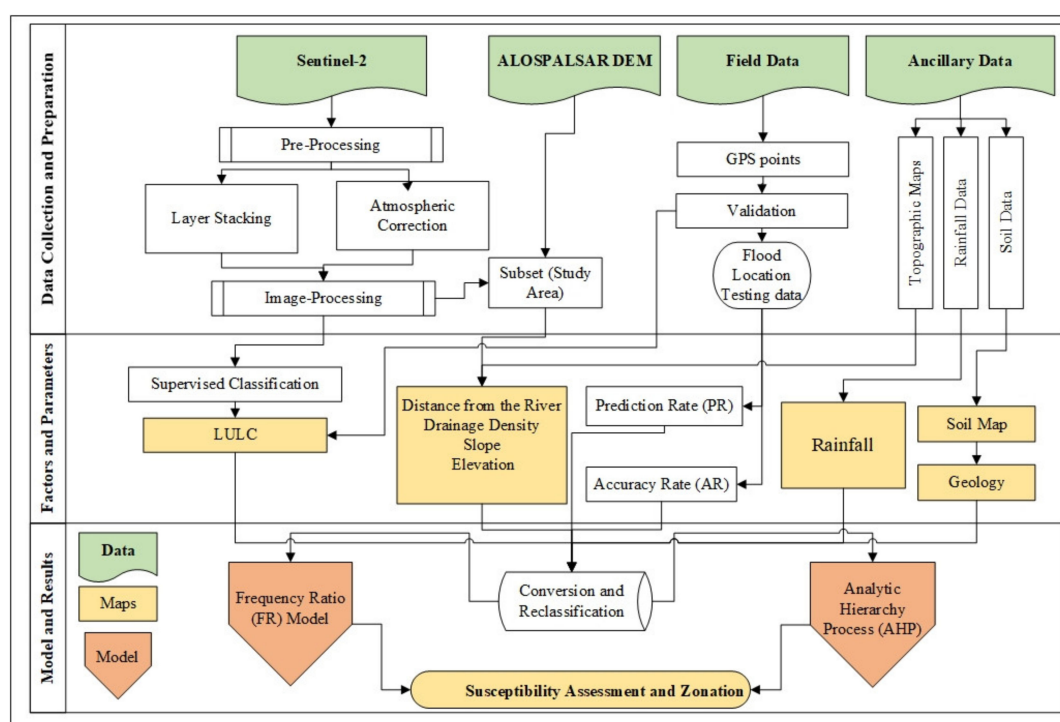 Data Collection and Preparation
Sentinel-2
ALOSPALSAR DEM
Field Data
Ancillary Data
Pre-Processing
Layer Stacking
Atmospheric
Correction
Image-Processing
Subset (Study
Area)
GPS points
Validation
Flood
Location
Testing data
Topographic Maps
Rainfall Data
Soil Data
Factors and Parameters
Supervised Classification
LULC
Distance from the River
Drainage Density
Slope
Elevation
Prediction Rate (PR)
Accuracy Rate (AR)
Rainfall
Soil Map
Geology
Model and Results
Data
Maps
Model
Frequency Ratio
(FR) Model
Conversion and
Reclassification
Analytic
Hierarchy
Process (AHP)
Susceptibility Assessment and Zonation